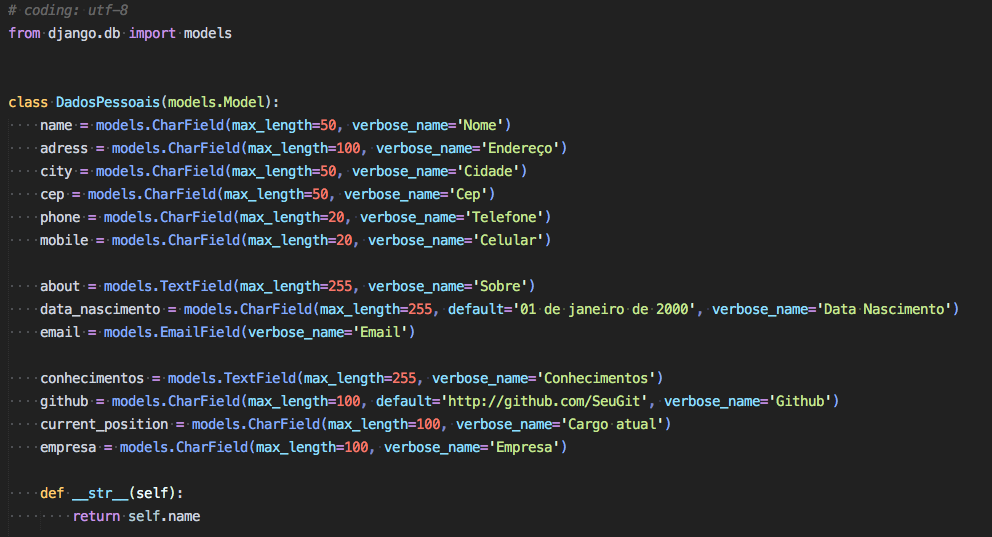 # coding: utf-8
from django.db import models
class DadosPessoais(models.Model):
name = models.CharField(max_length=50, verbose_name='Nome')
adress = models.CharField(max_length=100, verbose_name='Endereço')
city = models.CharField(max_length=50, verbose_name='Cidade')
cep = models.CharField(max_length=50, verbose_name='Cep')
phone = models.CharField(max_length=20, verbose_name='Telefone')
mobile = models.CharField(max_length=20, verbose_name='Celular')
about = models.TextField(max_length=255, verbose_name='Sobre')
data_nascimento = models.CharField(max_length=255, default='01 de janeiro de 2000', verbose_name='Data Nascimento')
email = models.EmailField(verbose_name='Email')
conhecimentos = models.TextField(max_length=255, verbose_name='Conhecimentos')
github = models.CharField(max_length=100, default='http://github.com/SeuGit', verbose_name='Github')
current_position = models.CharField(max_length=100, verbose_name='Cargo atual')
empresa = models.CharField(max_length=100, verbose_name='Empresa')
def __str__(self):
return self.name